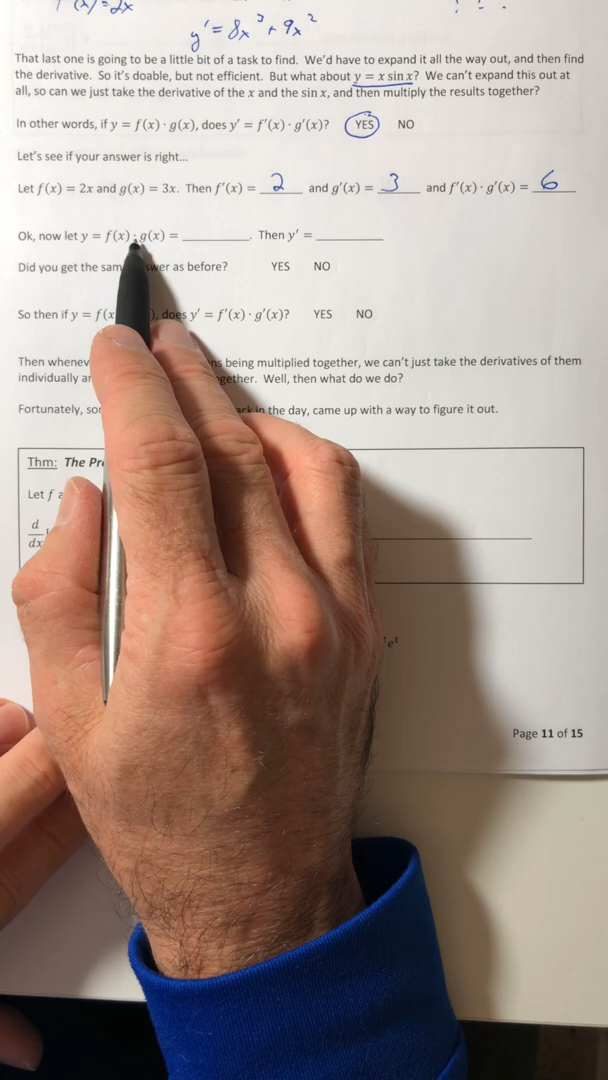 y' = 8x³ + 9x²
That last one is going to be a little bit of a task to find. We'd have to expand it all the way out, and then find
the derivative. So it's doable, but not efficient. But what about y = x sin x? We can't expand this out at
all, so can we just take the derivative of the x and the sin x, and then multiply the results together?
In other words, if y = f(x) · g(x), does y' = f'(x) · g'(x)? YES NO
Let's see if your answer is right...
Let f(x) = 2x and g(x) = 3x. Then f'(x) = 2 and g'(x) = 3 and f'(x) · g'(x) = 6
Ok, now let y = f(x) · g(x) = ________. Then y' = ________
Did you get the as before? YES NO
So then if y = does y' = f'(x) · g'(x)? YES NO
Then being multiplied together, we can't just take the derivatives of them
individually Well, then what do we do?
Fortunately, in the day, came up with a way to figure it out.
Thm: The
Let f
d
dx
Page 11 of 15